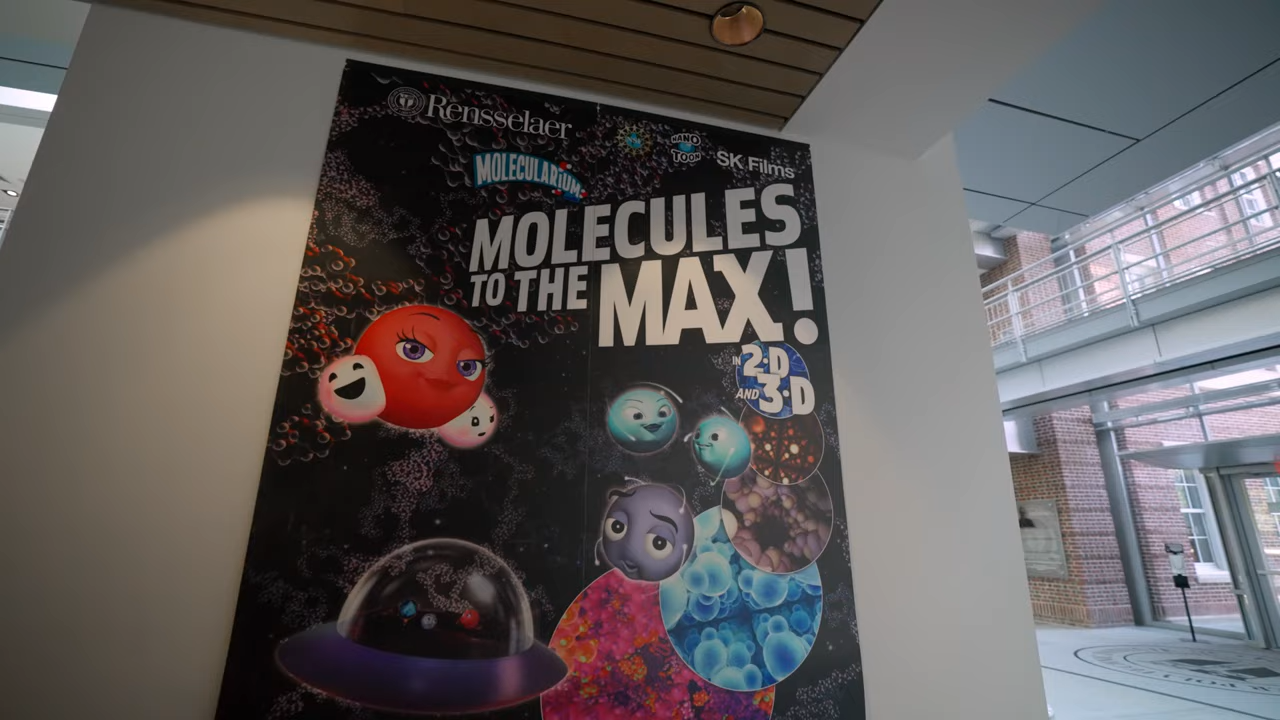 Rensselaer
NANO
TOON
SK Films
MOLECULARIUM
MOLECULES
TO THE MAX!
IN 2-D
AND 3-D